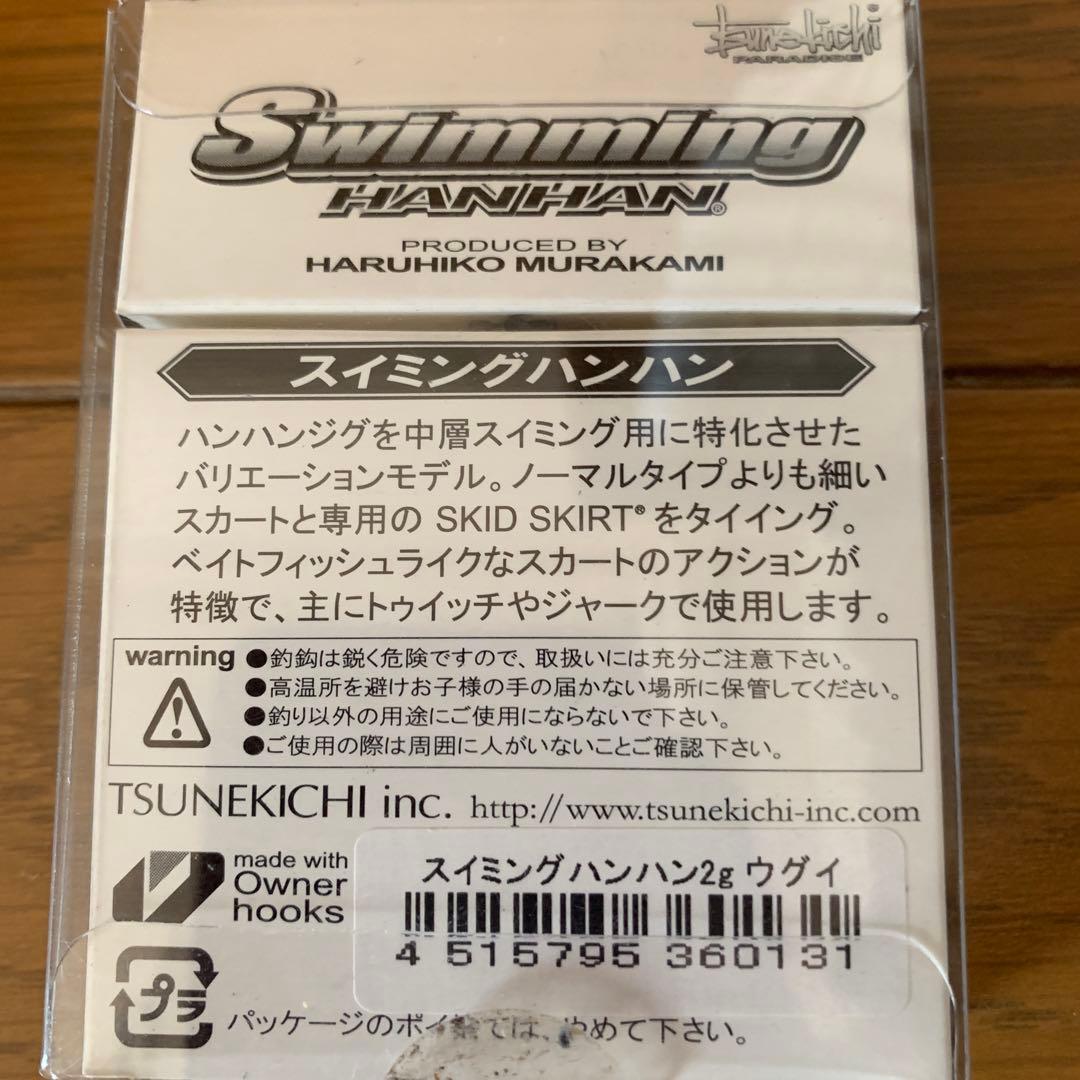 Tsunekichi
PARADISE
Swimming
HANHAN®
PRODUCED BY
HARUHIKO MURAKAMI
スイミングハンハン
ハンハンジグを中層スイミング用に特化させた
バリエーションモデル。ノーマルタイプよりも細い
スカートと専用の SKID SKIRT®をタイイング。
ベイトフィッシュライクなスカートのアクションが
特徴で、主にトゥイッチやジャークで使用します。
warning
●釣鈎は鋭く危険ですので、取扱いには充分ご注意下さい。
●高温所を避けお子様の手の届かない場所に保管してください。
●釣り以外の用途にご使用にならないで下さい。
●ご使用の際は周囲に人がいないことご確認下さい。
TSUNEKICHI inc. http://www.tsunekichi-inc.com
made with
Owner
hooks
スイミングハンハン2g ウグイ
4 515795 360131
プラ
パッケージのポイ捨ては、やめて下さい。